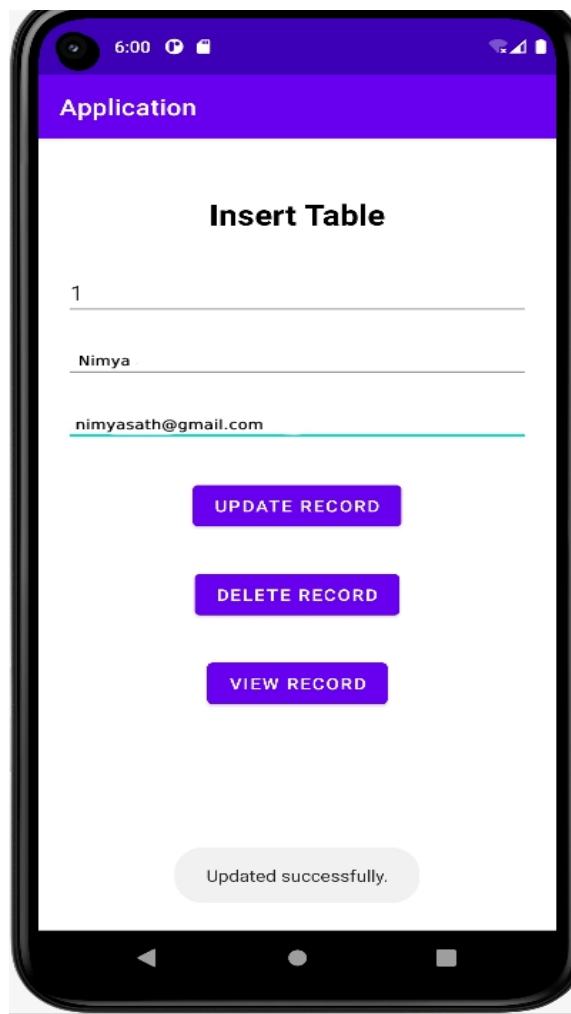 6:00
Application
Insert Table
1
Nimya
nimyasath@gmail.com
UPDATE RECORD
DELETE RECORD
VIEW RECORD
Updated successfully.